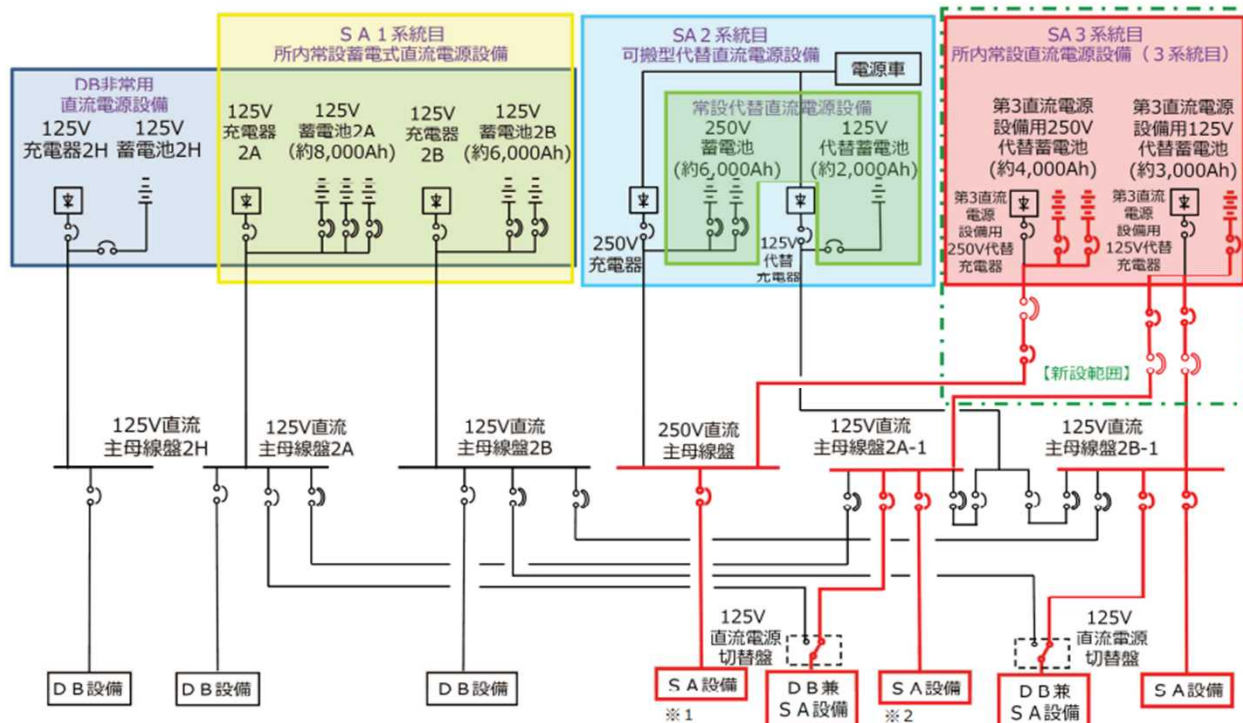 ＳＡ１系統目
所内常設蓄電式直流電源設備
ＳＡ２系統目
可搬型代替直流電源設備
SA３系統目
所内常設直流電源設備（３系統目）
DB非常用
直流電源設備
125V
充電器2H
125V
蓄電池2H
125V
充電器
2A
125V
蓄電池2A
(約8,000Ah)
125V
充電器
2B
125V
蓄電池2B
(約6,000Ah)
電源車
常設代替直流電源設備
250V
蓄電池
(約6,000Ah)
125V
代替蓄電池
(約2,000Ah)
250V
充電器
125V
代替
充電器
第3直流電源
設備用250V
代替蓄電池
(約4,000Ah)
第3直流電源
設備用125V
代替蓄電池
(約3,000Ah)
第3直流
電源
設備用
250V代替
充電器
第3直流
電源
設備用
125V代替
充電器
【新設範囲】
125V直流
主母線盤2H
125V直流
主母線盤2A
125V直流
主母線盤2B
250V直流
主母線盤
125V直流
主母線盤2A-1
125V直流
主母線盤2B-1
125V
直流電源
切替盤
125V
直流電源
切替盤
ＤＢ設備
ＤＢ設備
ＤＢ設備
ＳＡ設備
※１
ＤＢ兼
ＳＡ設備
ＳＡ設備
※２
ＤＢ兼
ＳＡ設備
ＳＡ設備